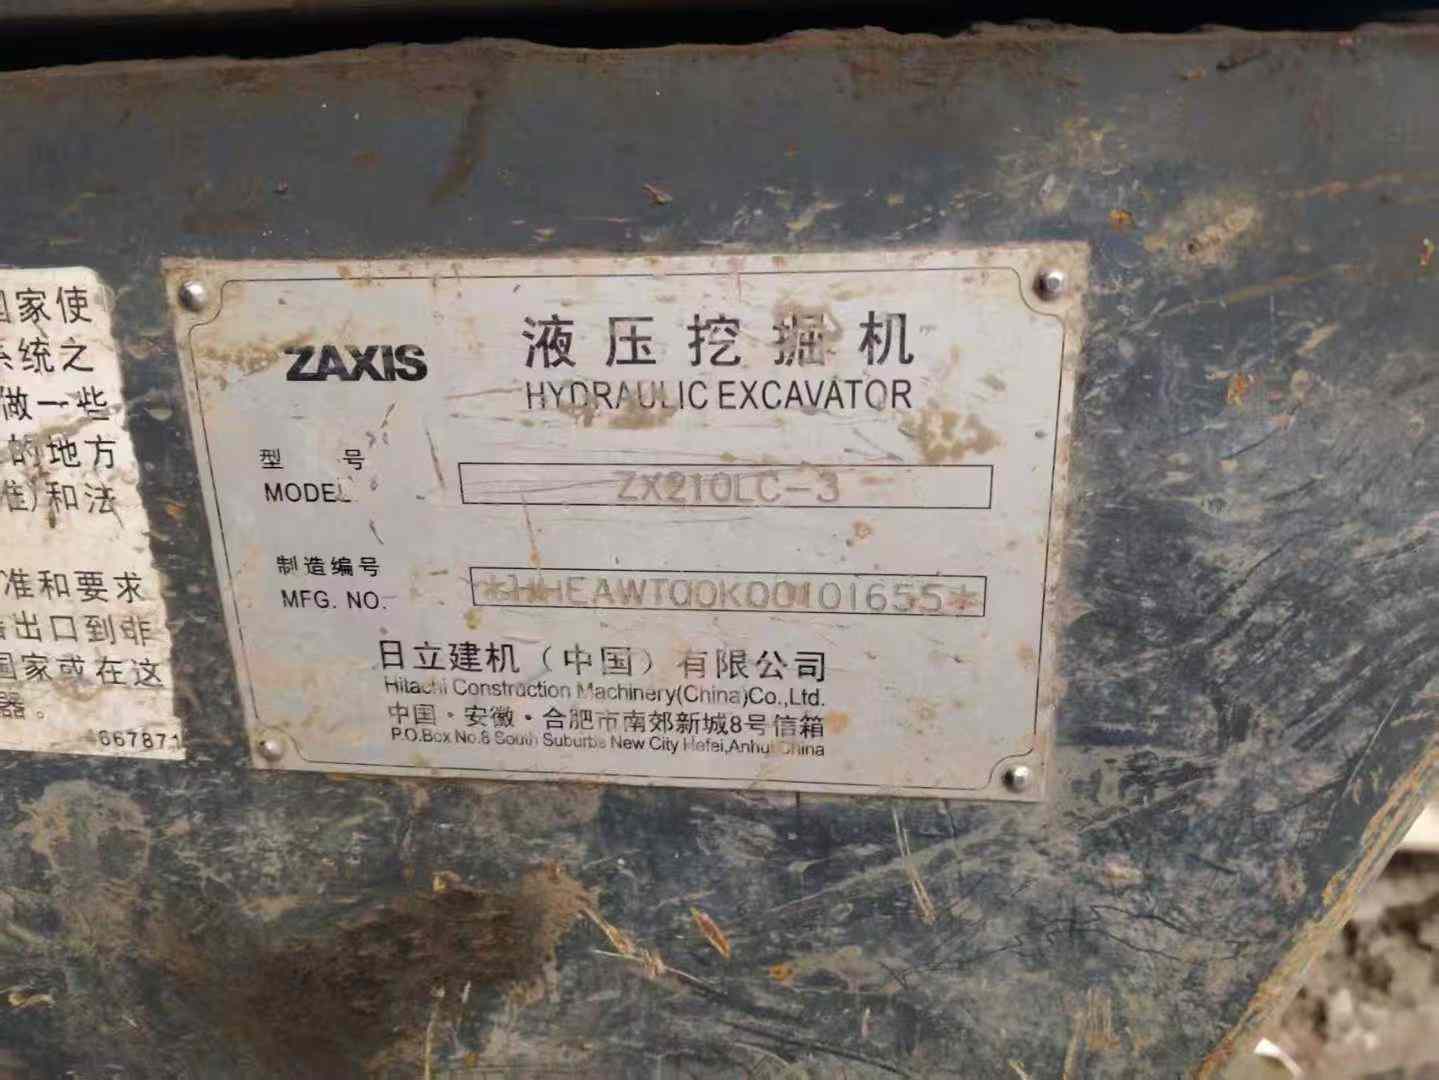 国家使
系统之
做一些
的地方
准)和法
准和要求
出口到非
国家或在这
器。
667871
ZAXIS
液压挖掘机
HYDRAULIC EXCAVATOR
型号
MODEL
ZX210LC-3
制造编号
MFG. NO.
*HHEAWT00K00101655*
日立建机(中国)有限公司
Hitachi Construction Machinery(China)Co.,Ltd.
中国·安徽·合肥市南郊新城8号信箱
P.O.Box No.8 South Suburbs New City Hefei,Anhui China